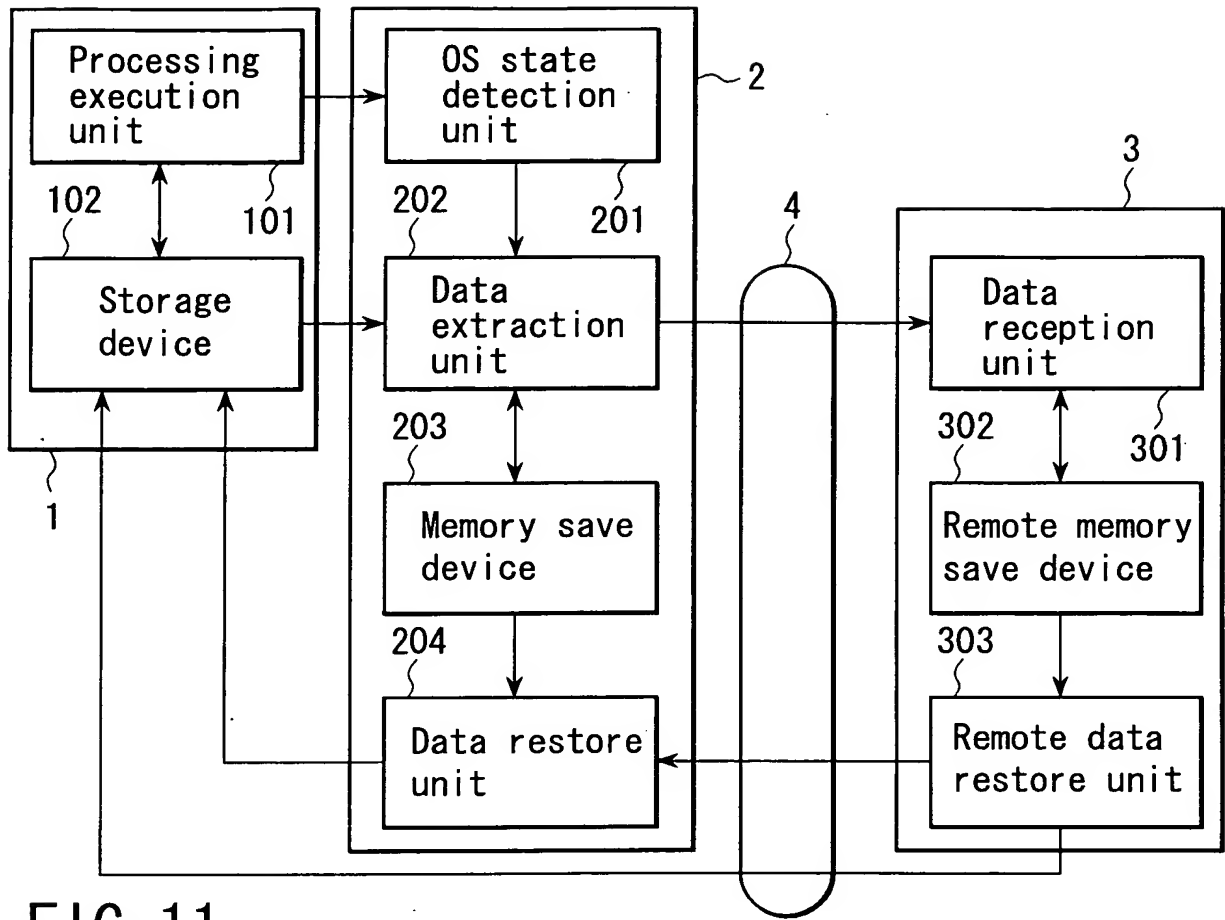 Processing
execution
unit
OS state
detection
unit
2
3
102
101
202
201
4
Storage
device
Data
extraction
unit
Data
reception
unit
203
302
301
1
Memory save
device
Remote memory
save device
204
303
Data restore
unit
Remote data
restore unit
FIG. 11